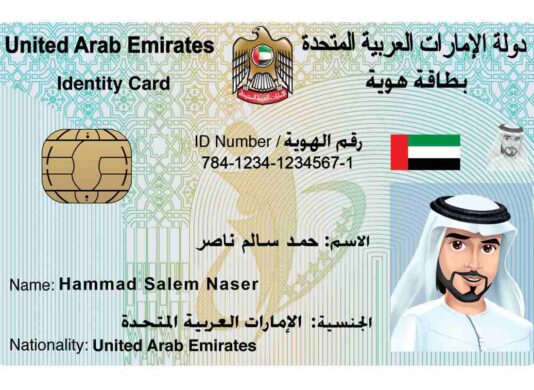 United Arab Emirates
دولة الإمارات العربية المتحدة
Identity Card
بطاقة هوية
ID Number / رقم الهوية
784-1234-1234567-1
الاسم: حمد سالم ناصر
Name: Hammad Salem Naser
الجنسية: الإمارات العربية المتحدة
Nationality: United Arab Emirates